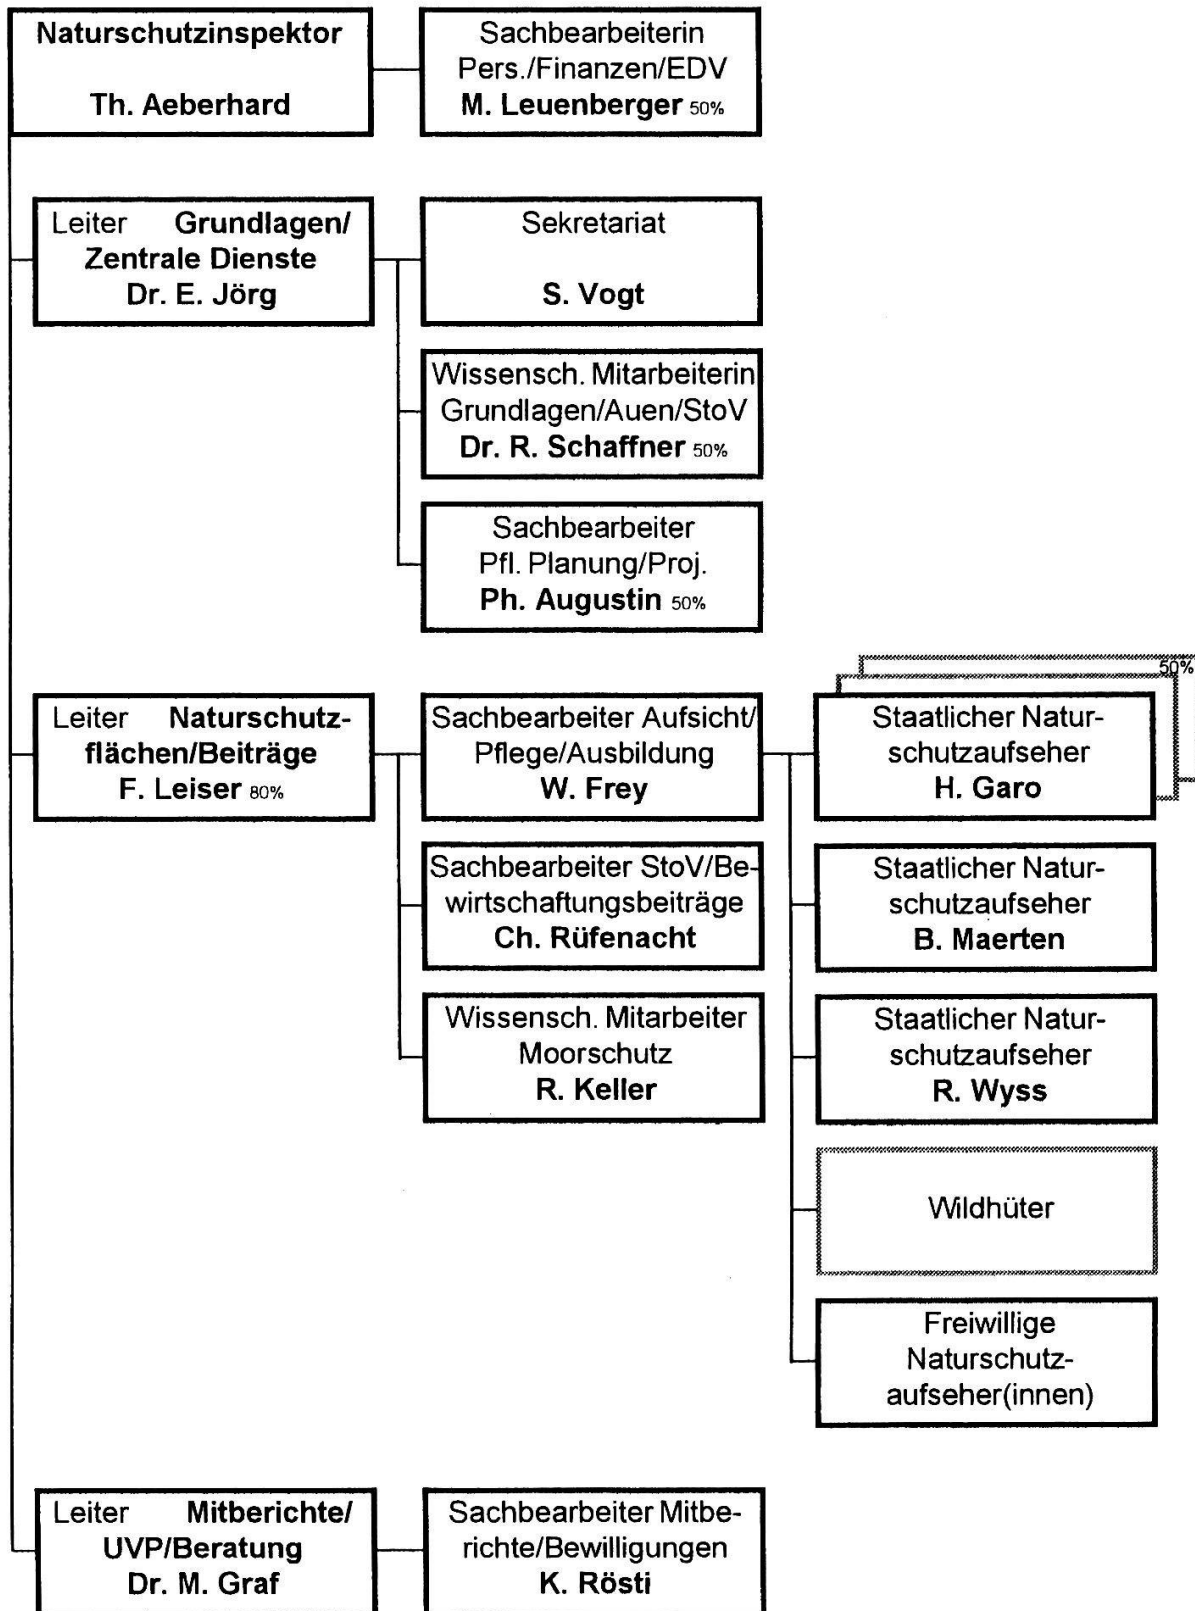 Naturschutzinspektor
Th. Aeberhard
Sachbearbeiterin
Pers./Finanzen/EDV
M. Leuenberger 50%
Leiter Grundlagen/
Zentrale Dienste
Dr. E. Jörg
Sekretariat
S. Vogt
Wissensch. Mitarbeiterin
Grundlagen/Auen/StoV
Dr. R. Schaffner 50%
Sachbearbeiter
Pfl. Planung/Proj.
Ph. Augustin 50%
Leiter Naturschutz-
flächen/Beiträge
F. Leiser 80%
Sachbearbeiter Aufsicht/
Pflege/Ausbildung
W. Frey
50%
Staatlicher Natur-
schutzaufseher
H. Garo
Sachbearbeiter StoV/Be-
wirtschaftungsbeiträge
Ch. Rüfenacht
Staatlicher Natur-
schutzaufseher
B. Maerten
Wissensch. Mitarbeiter
Moorschutz
R. Keller
Staatlicher Natur-
schutzaufseher
R. Wyss
Wildhüter
Freiwillige
Naturschutz-
aufseher(innen)
Leiter Mitberichte/
UVP/Beratung
Dr. M. Graf
Sachbearbeiter Mitbe-
richte/Bewilligungen
K. Rösti